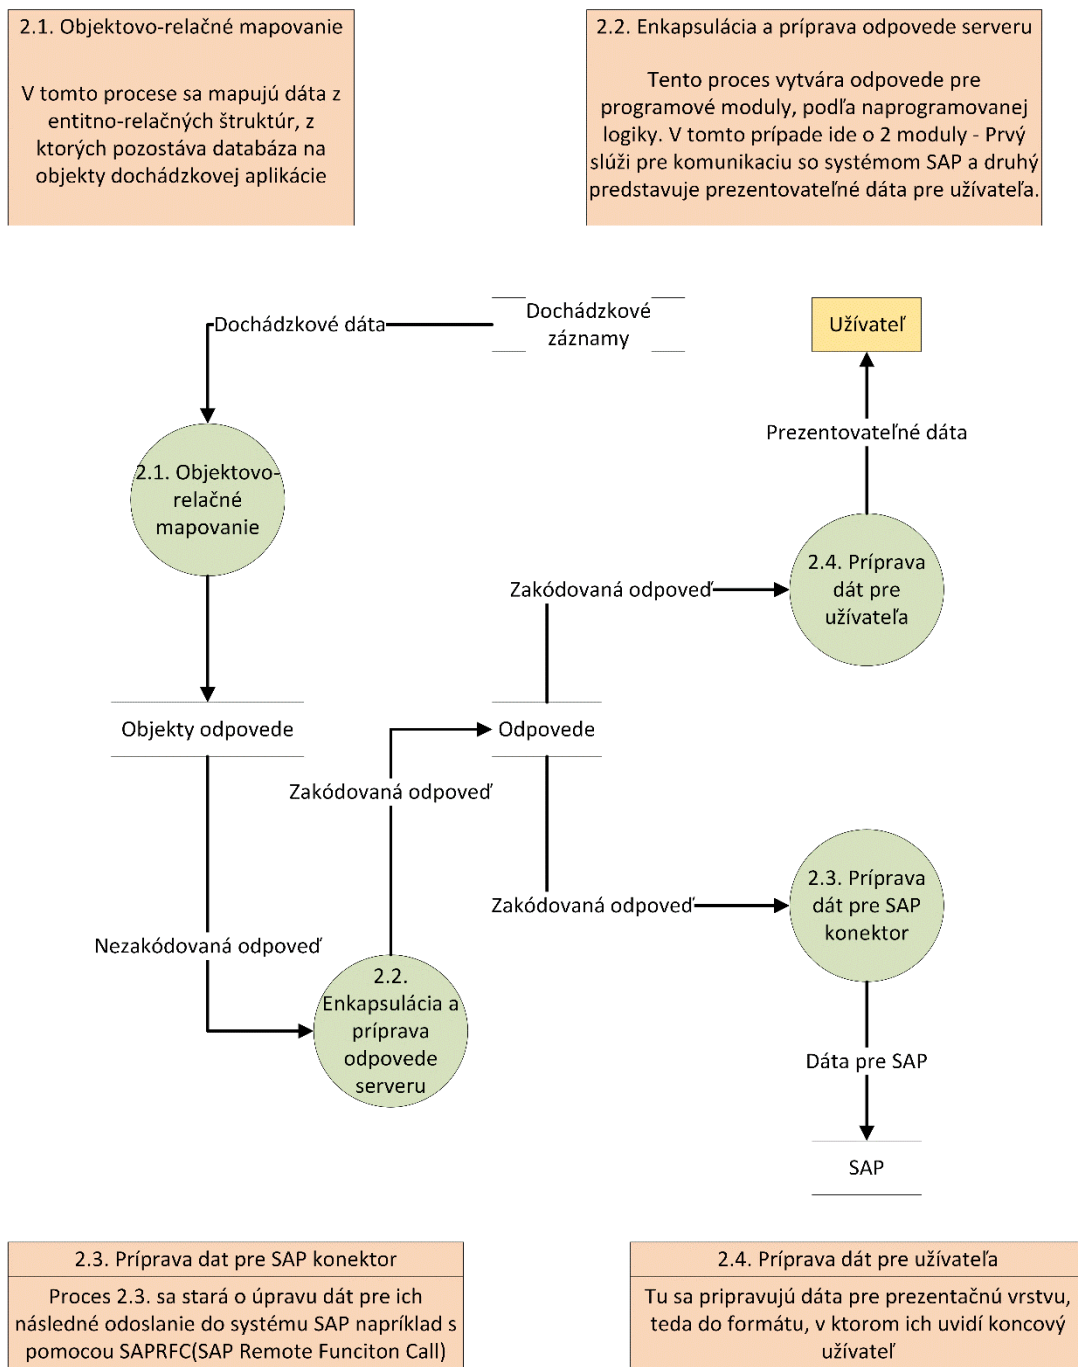 2.1. Objektovo-relačné mapovanie
V tomto procese sa mapujú dáta z
entitno-relačných štruktúr, z
ktorých pozostáva databáza na
objekty dochádzkovej aplikácie
2.2. Enkapsulácia a príprava odpovede serveru
Tento proces vytvára odpovede pre
programové moduly, podľa naprogramovanej
logiky. V tomto prípade ide o 2 moduly - Prvý
slúži pre komunikaciu so systémom SAP a druhý
predstavuje prezentovateľné dáta pre užívateľa.
Dochádzkové dáta
Dochádzkové
záznamy
Užívateľ
Prezentovateľné dáta
2.1. Objektovo-
relačné
mapovanie
2.4. Príprava
dát pre
užívateľa
Zakódovaná odpoveď
Objekty odpovede
Odpovede
Zakódovaná odpoveď
Zakódovaná odpoveď
2.3. Príprava
dát pre SAP
konektor
Nezakódovaná odpoveď
2.2.
Enkapsulácia a
príprava
odpovede
serveru
Dáta pre SAP
SAP
2.3. Príprava dat pre SAP konektor
Proces 2.3. sa stará o úpravu dát pre ich
následné odoslanie do systému SAP napríklad s
pomocou SAPRFC(SAP Remote Funciton Call)
2.4. Príprava dát pre užívateľa
Tu sa pripravujú dáta pre prezentačnú vrstvu,
teda do formátu, v ktorom ich uvidí koncový
užívateľ